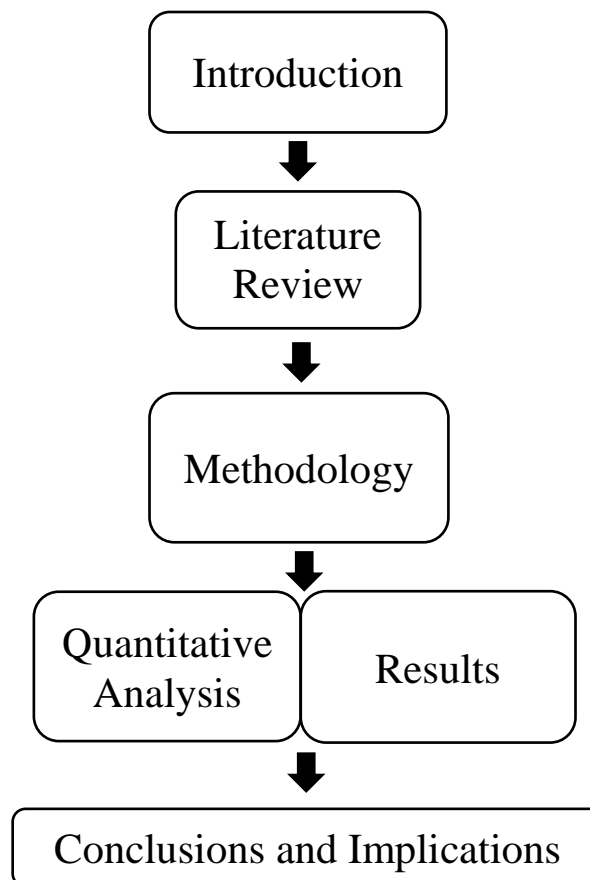 Introduction
Literature
Review
Methodology
Quantitative
Analysis
Results
Conclusions and Implications